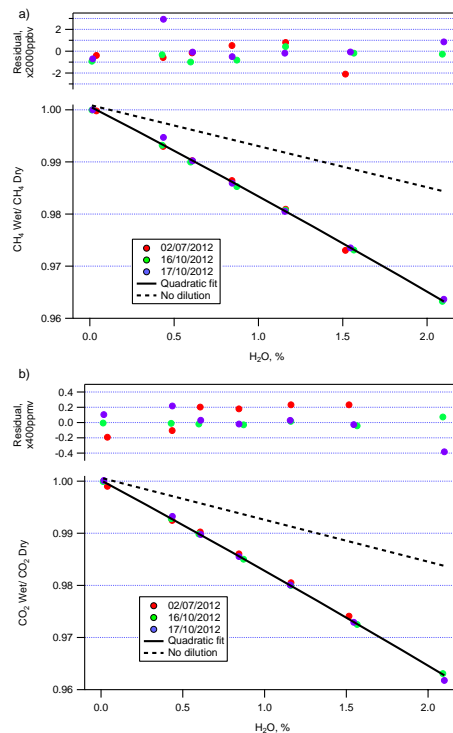 a)
Residual,
x2000ppbv
2
0
-2
1.00
0.99
0.98
0.97
0.96
CH4 Wet/ CH4 Dry
02/07/2012
16/10/2012
17/10/2012
Quadratic fit
No dilution
0.0 0.5 1.0 1.5 2.0
H2O, %
b)
Residual,
x400ppmv
0.4
0.2
0.0
-0.2
-0.4
1.00
0.99
0.98
0.97
0.96
CO2 Wet/ CO2 Dry
02/07/2012
16/10/2012
17/10/2012
Quadratic fit
No dilution
0.0 0.5 1.0 1.5 2.0
H2O, %